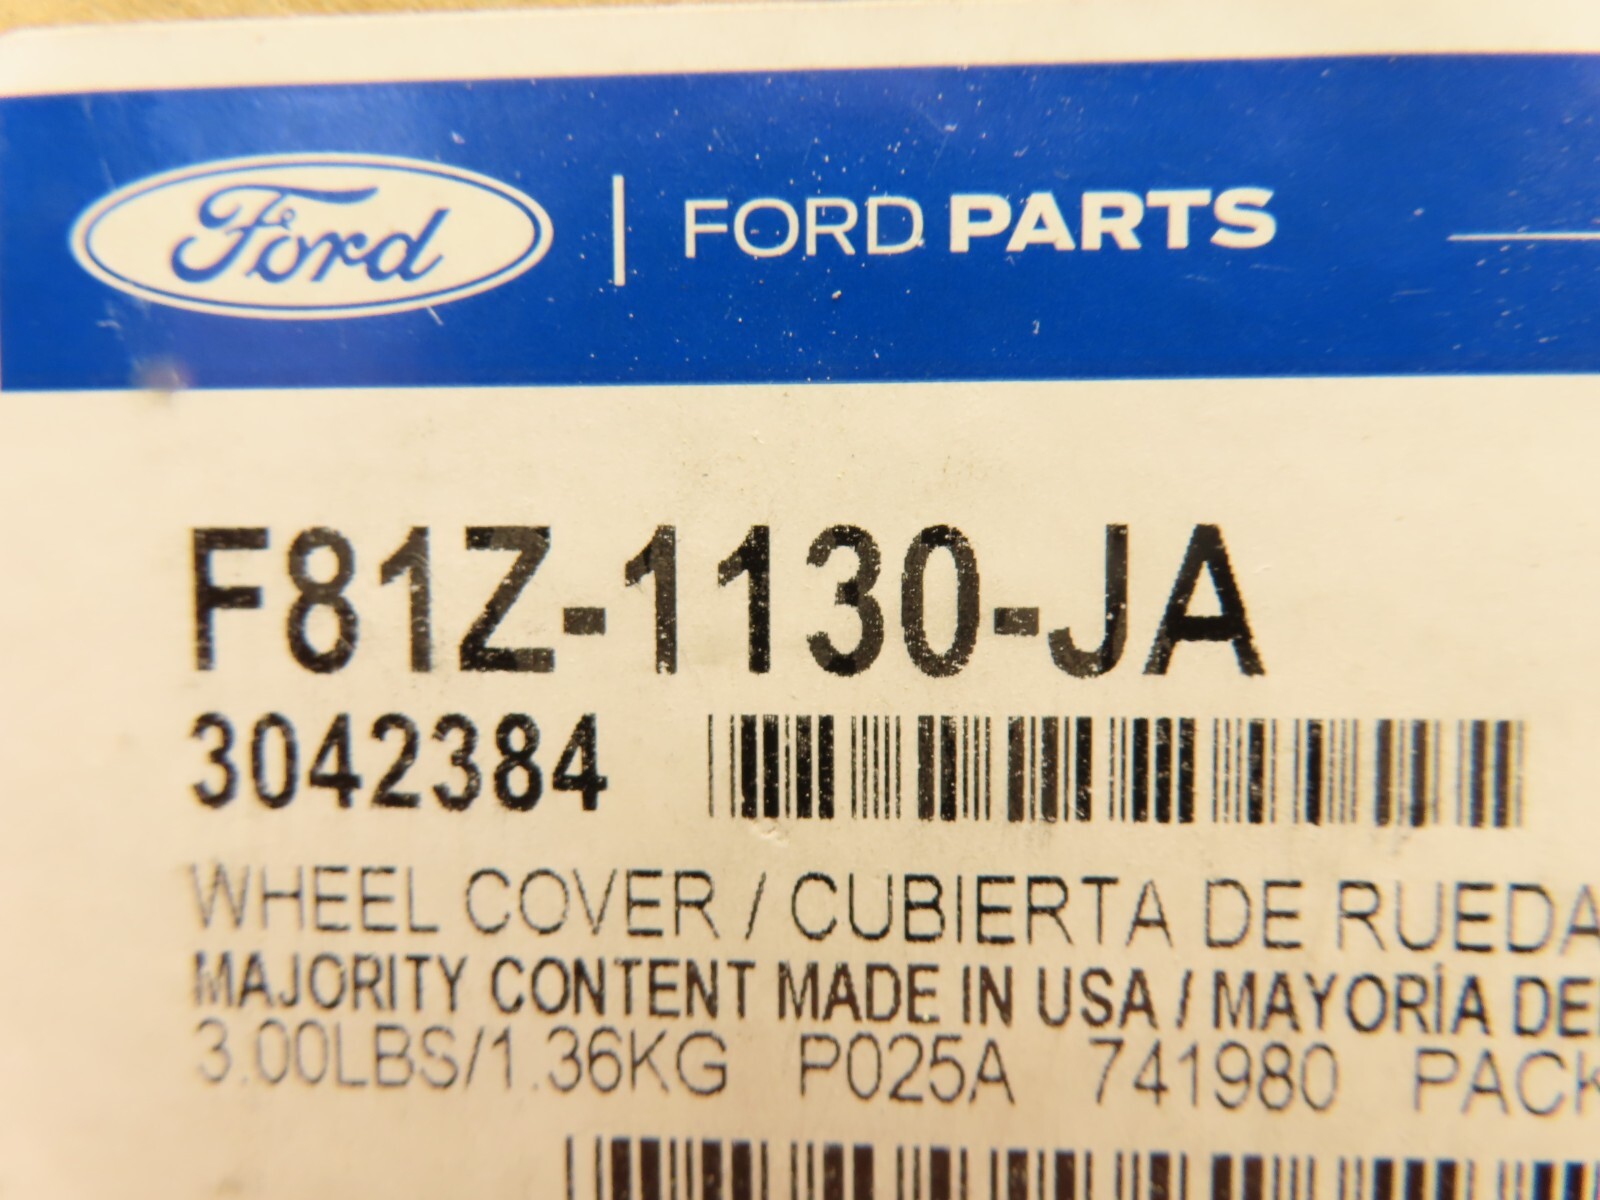 Ford | FORD PARTS
F81Z-1130-JA
3042384
WHEEL COVER / CUBIERTA DE RUEDA
MAJORITY CONTENT MADE IN USA / MAYORÍA DE
3.00LBS/1.36KG P025A 741980 PACK